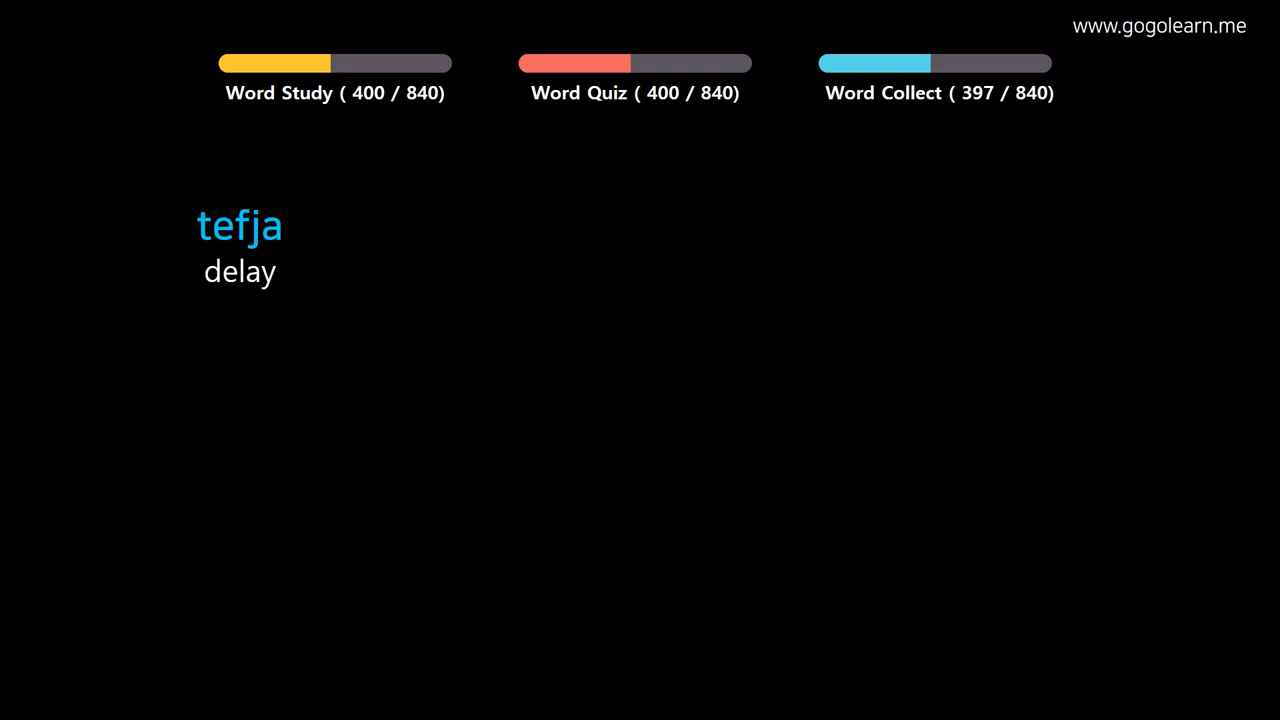 www.gogolearn.me
Word Study ( 400 / 840)
Word Quiz ( 400 / 840)
Word Collect ( 397 / 840)
tefja
delay